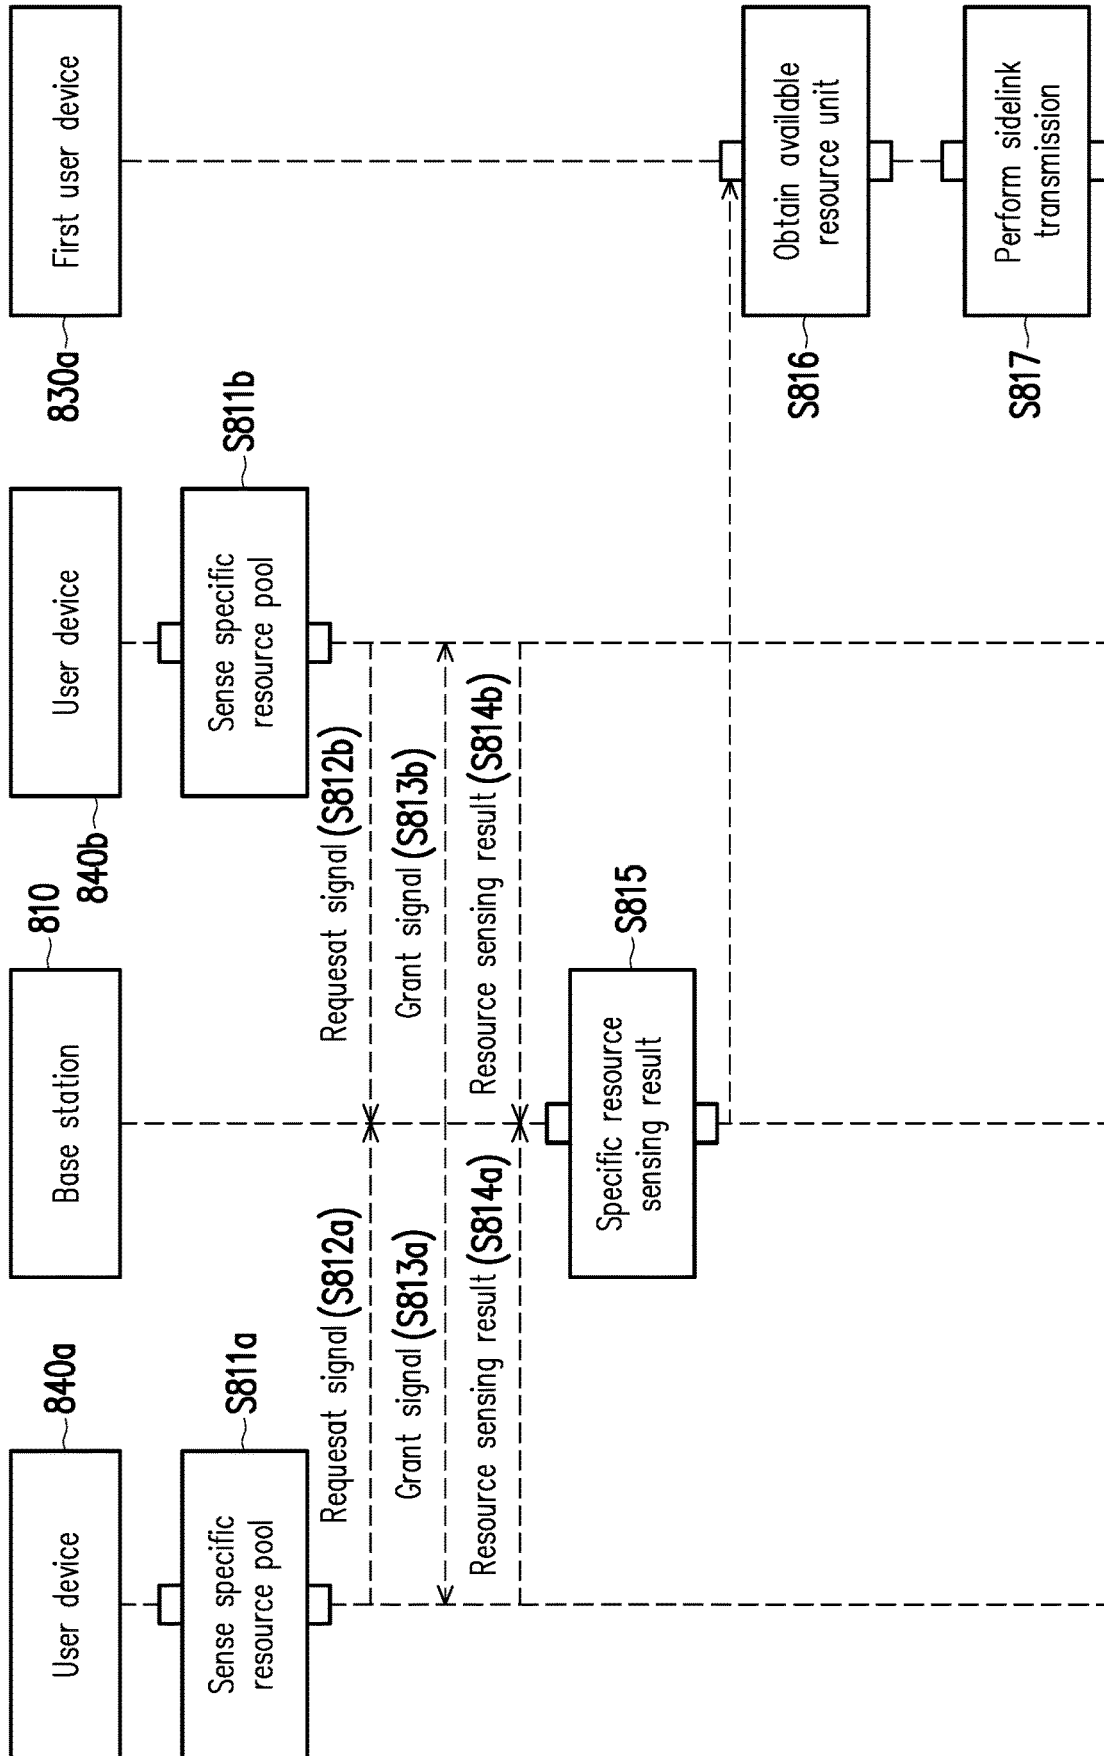 User device
840a
Base station
810
User device
840b
First user device
830a
Sense specific
resource pool
S811a
Sense specific
resource pool
S811b
Requesat signal(S812a)
Requesat signal(S812b)
Grant signal(S813a)
Grant signal(S813b)
Resource sensing result(S814a)
Resource sensing result(S814b)
Specific resource
sensing result
S815
Obtain available
resource unit
S816
Perform sidelink
transmission
S817